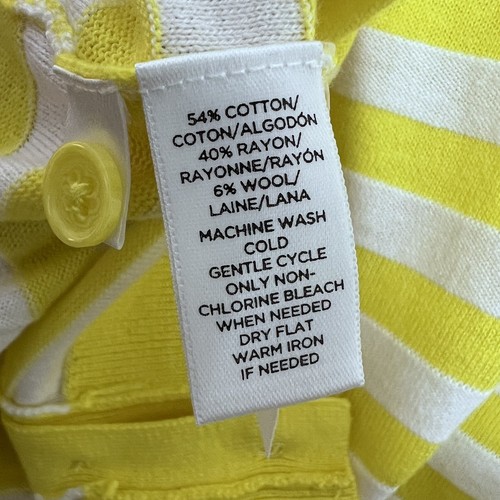 54% COTTON/
COTON/ALGODÓN
40% RAYON/
RAYONNE/RAYÓN
6% WOOL/
LAINE/LANA
MACHINE WASH
COLD
GENTLE CYCLE
ONLY NON-
CHLORINE BLEACH
WHEN NEEDED
DRY FLAT
WARM IRON
IF NEEDED